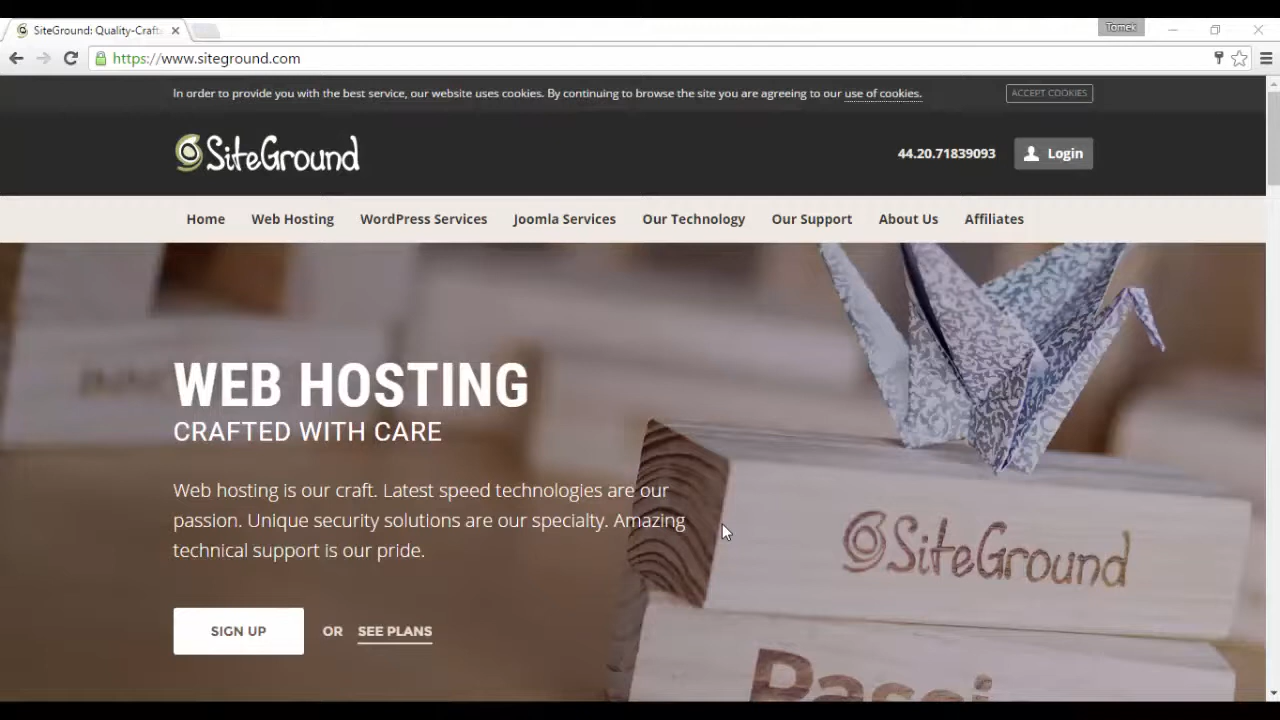 SiteGround: Quality-Craft
Tomek
https://www.siteground.com
In order to provide you with the best service, our website uses cookies. By continuing to browse the site you are agreeing to our use of cookies.
ACCEPT COOKIES
SiteGround
44.20.71839093
Login
Home Web Hosting WordPress Services Joomla Services Our Technology Our Support About Us Affiliates
WEB HOSTING
CRAFTED WITH CARE
Web hosting is our craft. Latest speed technologies are our
passion. Unique security solutions are our specialty. Amazing
technical support is our pride.
SIGN UP OR SEE PLANS
SiteGround